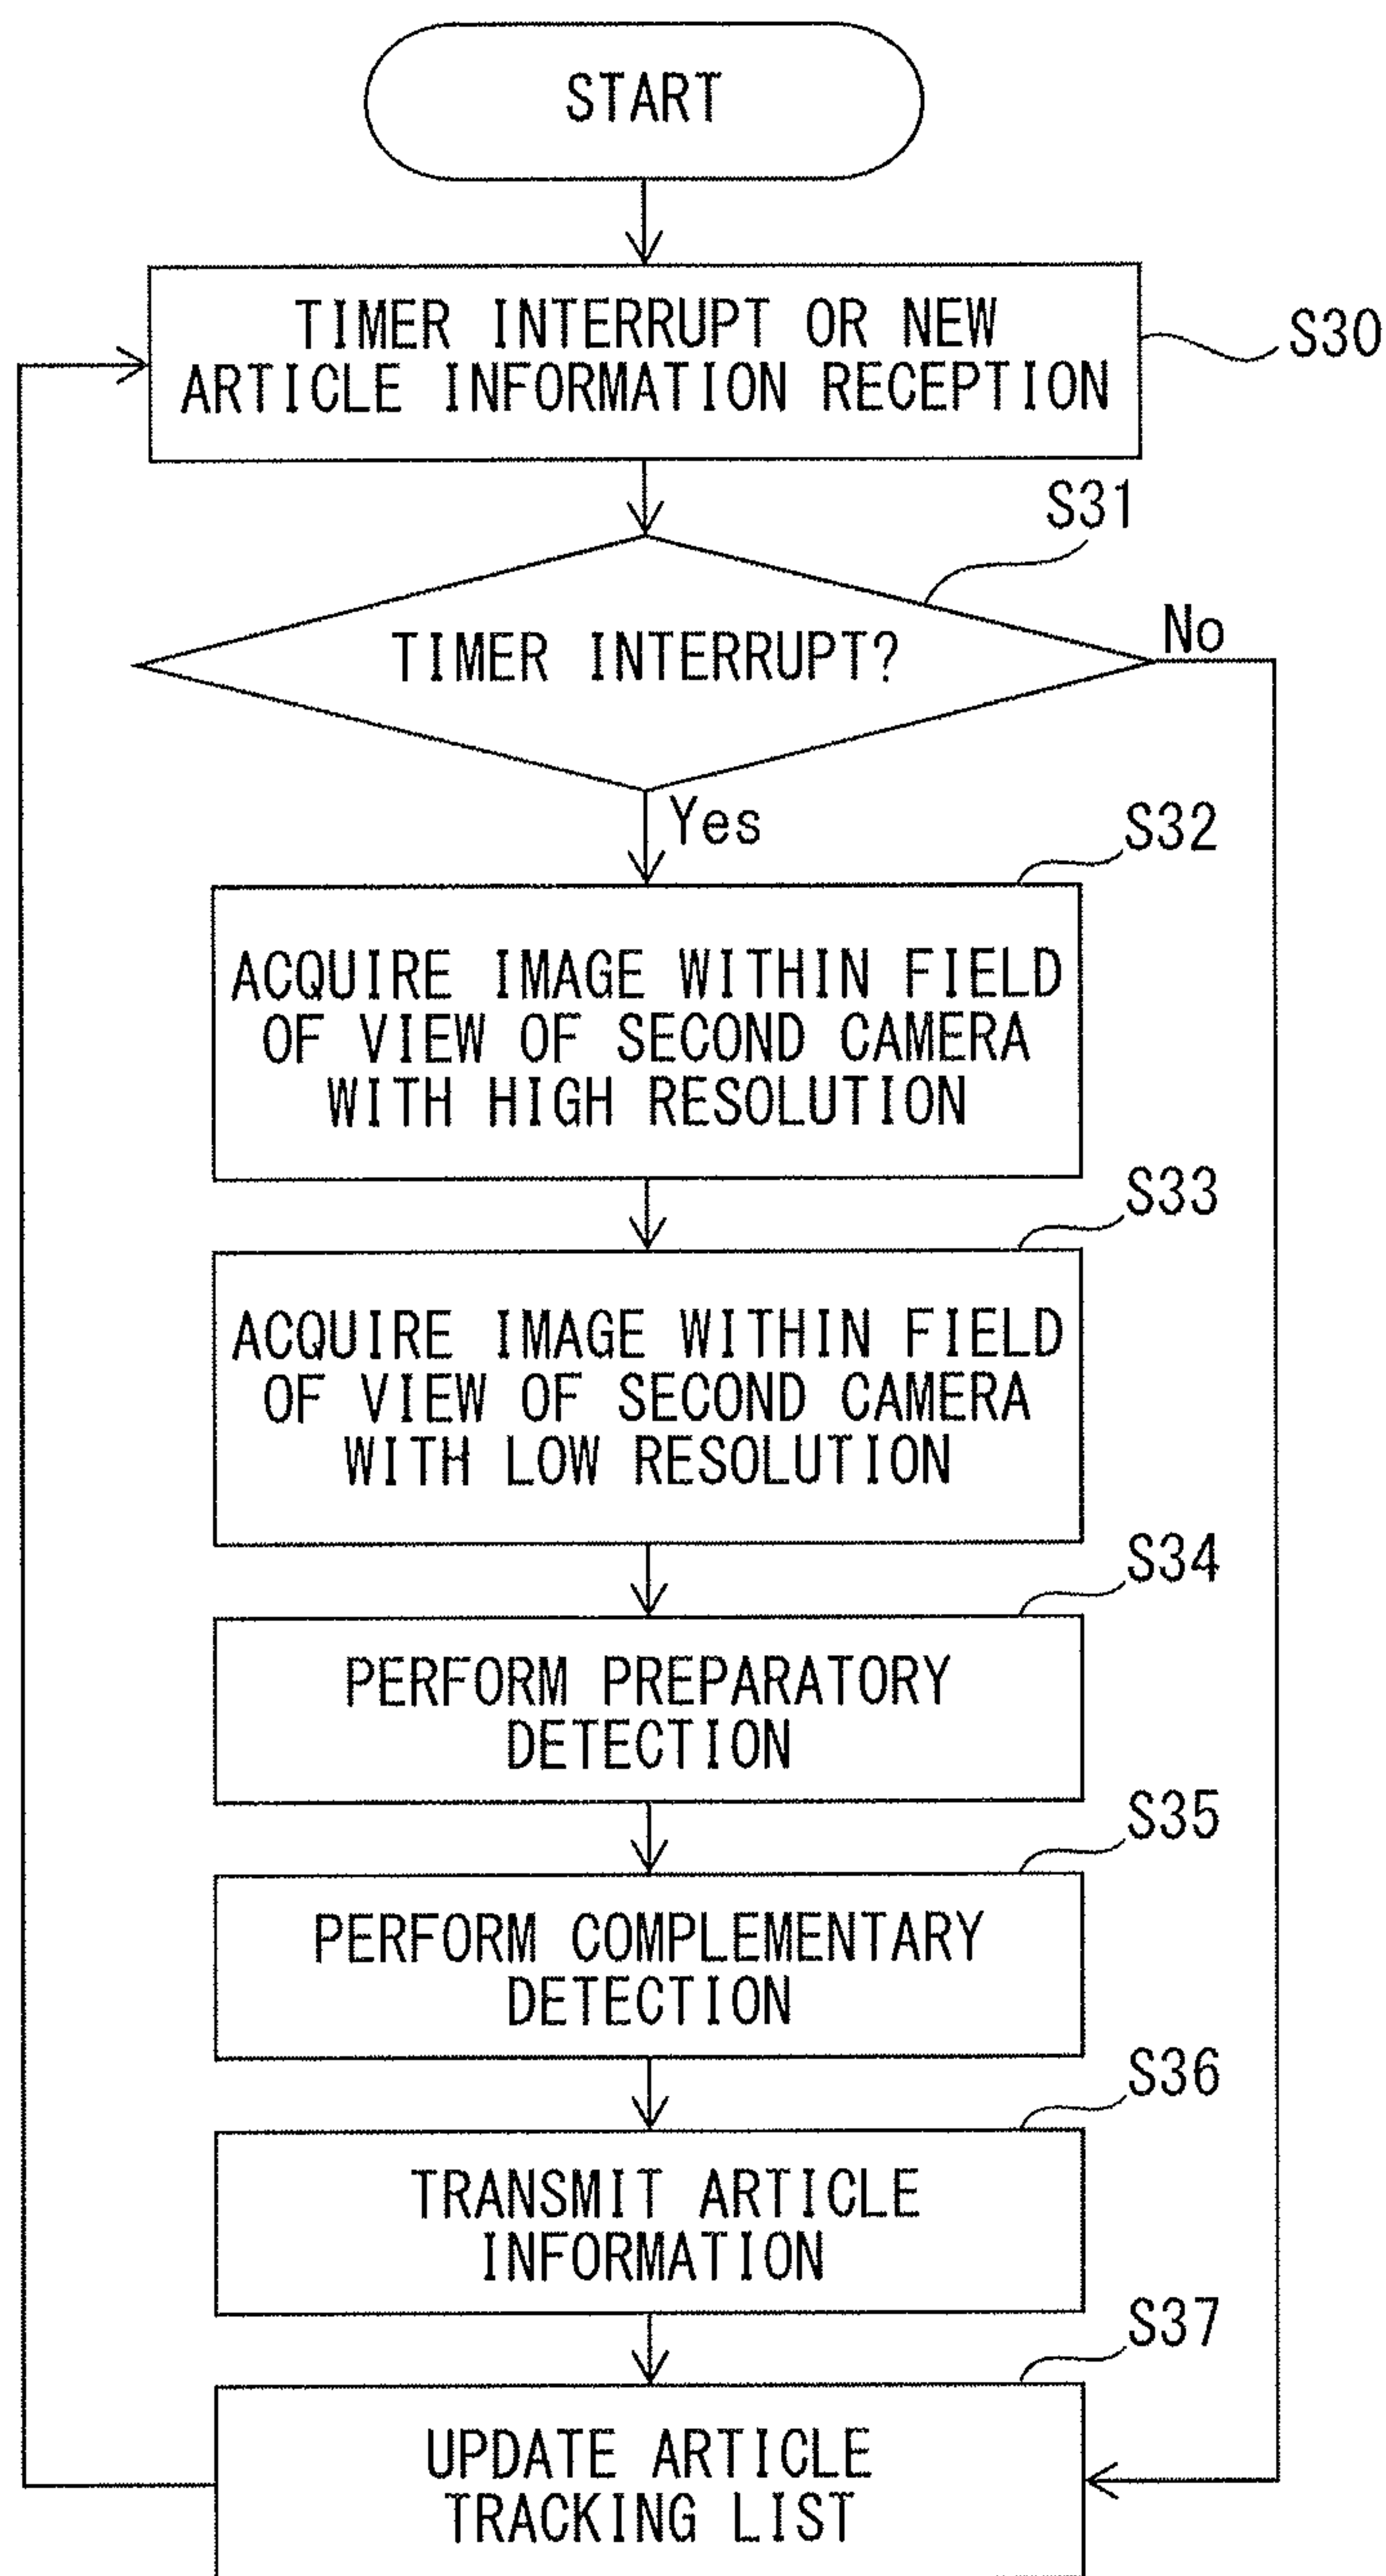 START
TIMER INTERRUPT OR NEW
ARTICLE INFORMATION RECEPTION
S30
S31
TIMER INTERRUPT?
No
Yes
S32
ACQUIRE IMAGE WITHIN FIELD
OF VIEW OF SECOND CAMERA
WITH HIGH RESOLUTION
S33
ACQUIRE IMAGE WITHIN FIELD
OF VIEW OF SECOND CAMERA
WITH LOW RESOLUTION
S34
PERFORM PREPARATORY
DETECTION
S35
PERFORM COMPLEMENTARY
DETECTION
S36
TRANSMIT ARTICLE
INFORMATION
S37
UPDATE ARTICLE
TRACKING LIST